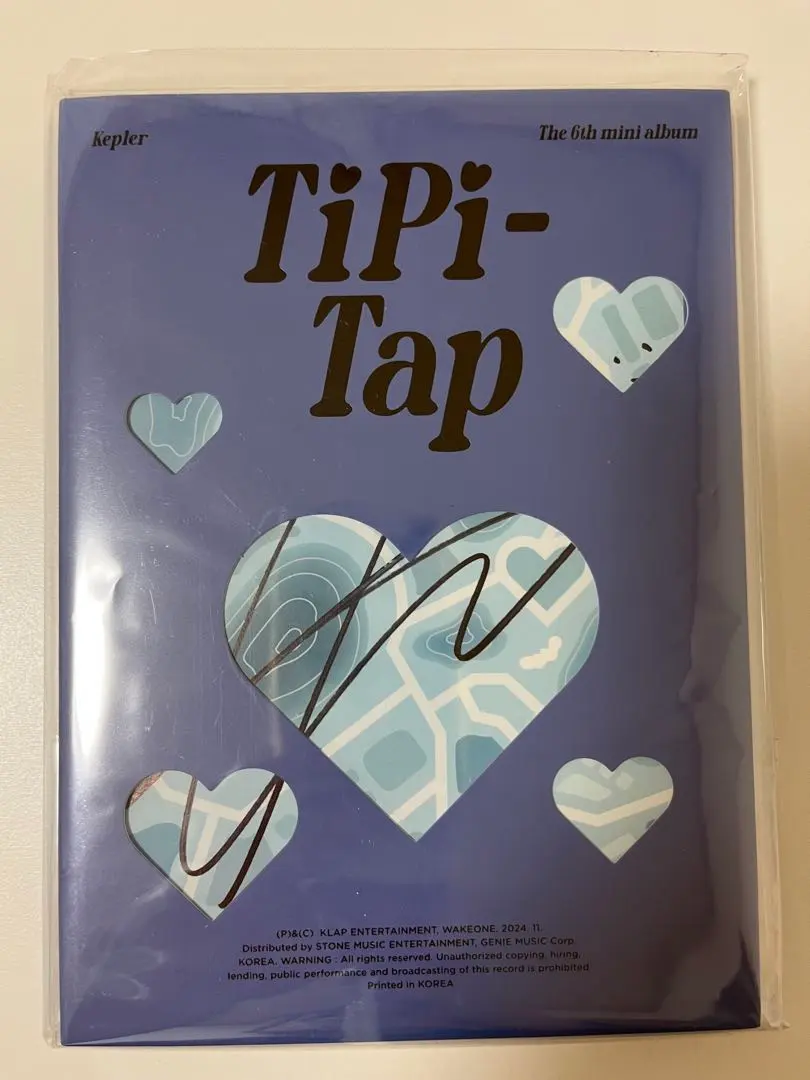 Kepler
The 6th mini album
TiPi-
Tap
(P)&(C) KLAP ENTERTAINMENT, WAKEONE, 2024. 11.
Distributed by STONE MUSIC ENTERTAINMENT, GENIE MUSIC Corp.
KOREA. WARNING : All rights reserved. Unauthorized copying, hiring,
lending, public performance and broadcasting of this record is prohibited
Printed in KOREA